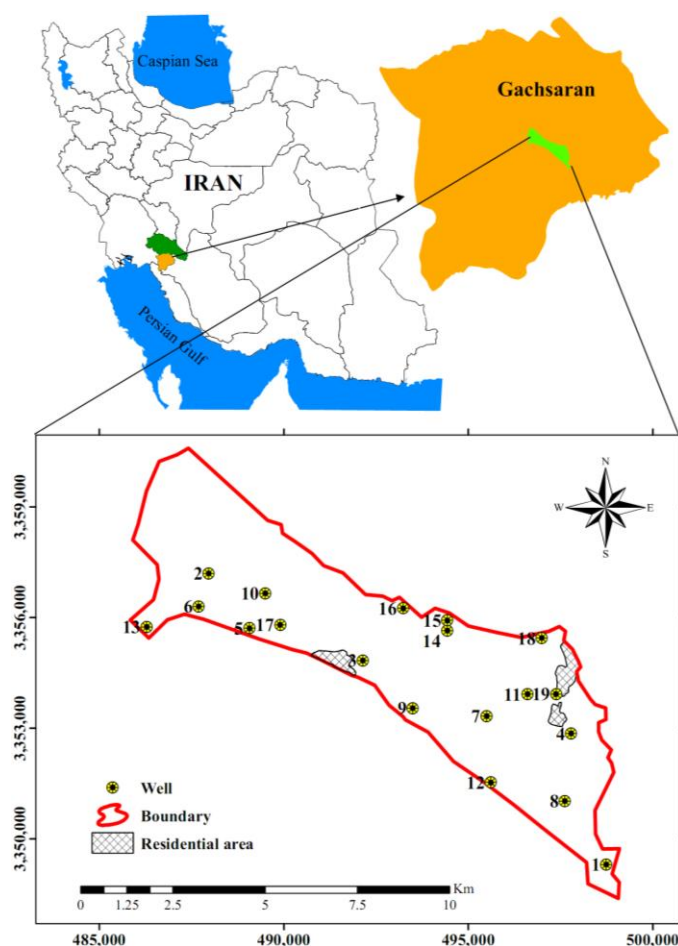 Caspian Sea
Gachsaran
IRAN
Persian Gulf
N
W E
S
3,359,000
3,356,000
3,353,000
3,350,000
2
10
6
16
15
13
5
17
14
18
3
11
19
9
7
4
12
8
1
Well
Boundary
Residential area
Km
0 1.25 2.5 5 7.5 10
485,000 490,000 495,000 500,000